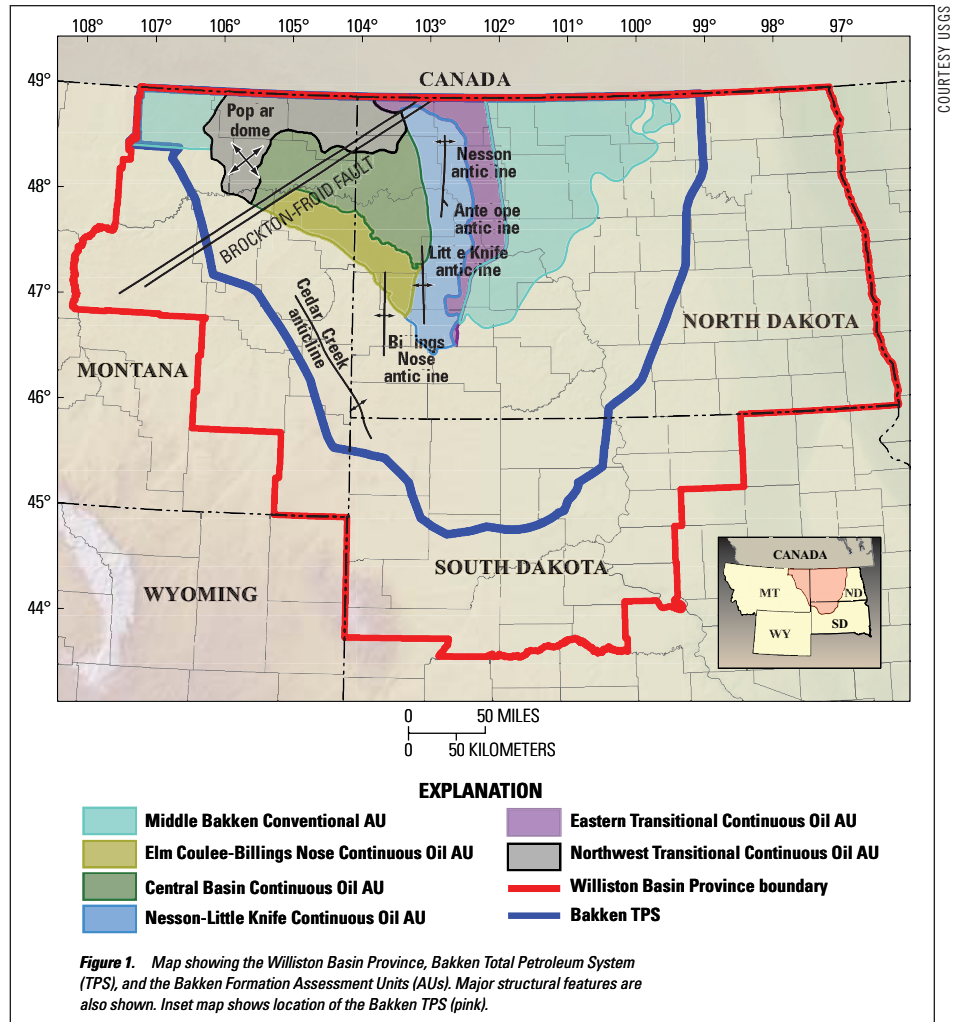 COURTESY USGS
108° 107° 106° 105° 104° 103° 102° 101° 100° 99° 98° 97°
49°
48°
47°
46°
45°
44°
CANADA
Pop ar
dome
BROCKTON-FROID FAULT
Nesson
antic ine
Ante ope
antic ine
Litt e Knife
antic ine
Cedar Creek
anticline
Bi ings
Nose
antic ine
MONTANA
NORTH DAKOTA
SOUTH DAKOTA
WYOMING
CANADA
MT
ND
WY
SD
0 50 MILES
0 50 KILOMETERS
EXPLANATION
Middle Bakken Conventional AU
Elm Coulee-Billings Nose Continuous Oil AU
Central Basin Continuous Oil AU
Nesson-Little Knife Continuous Oil AU
Eastern Transitional Continuous Oil AU
Northwest Transitional Continuous Oil AU
Williston Basin Province boundary
Bakken TPS
Figure 1. Map showing the Williston Basin Province, Bakken Total Petroleum System
(TPS), and the Bakken Formation Assessment Units (AUs). Major structural features are
also shown. Inset map shows location of the Bakken TPS (pink).